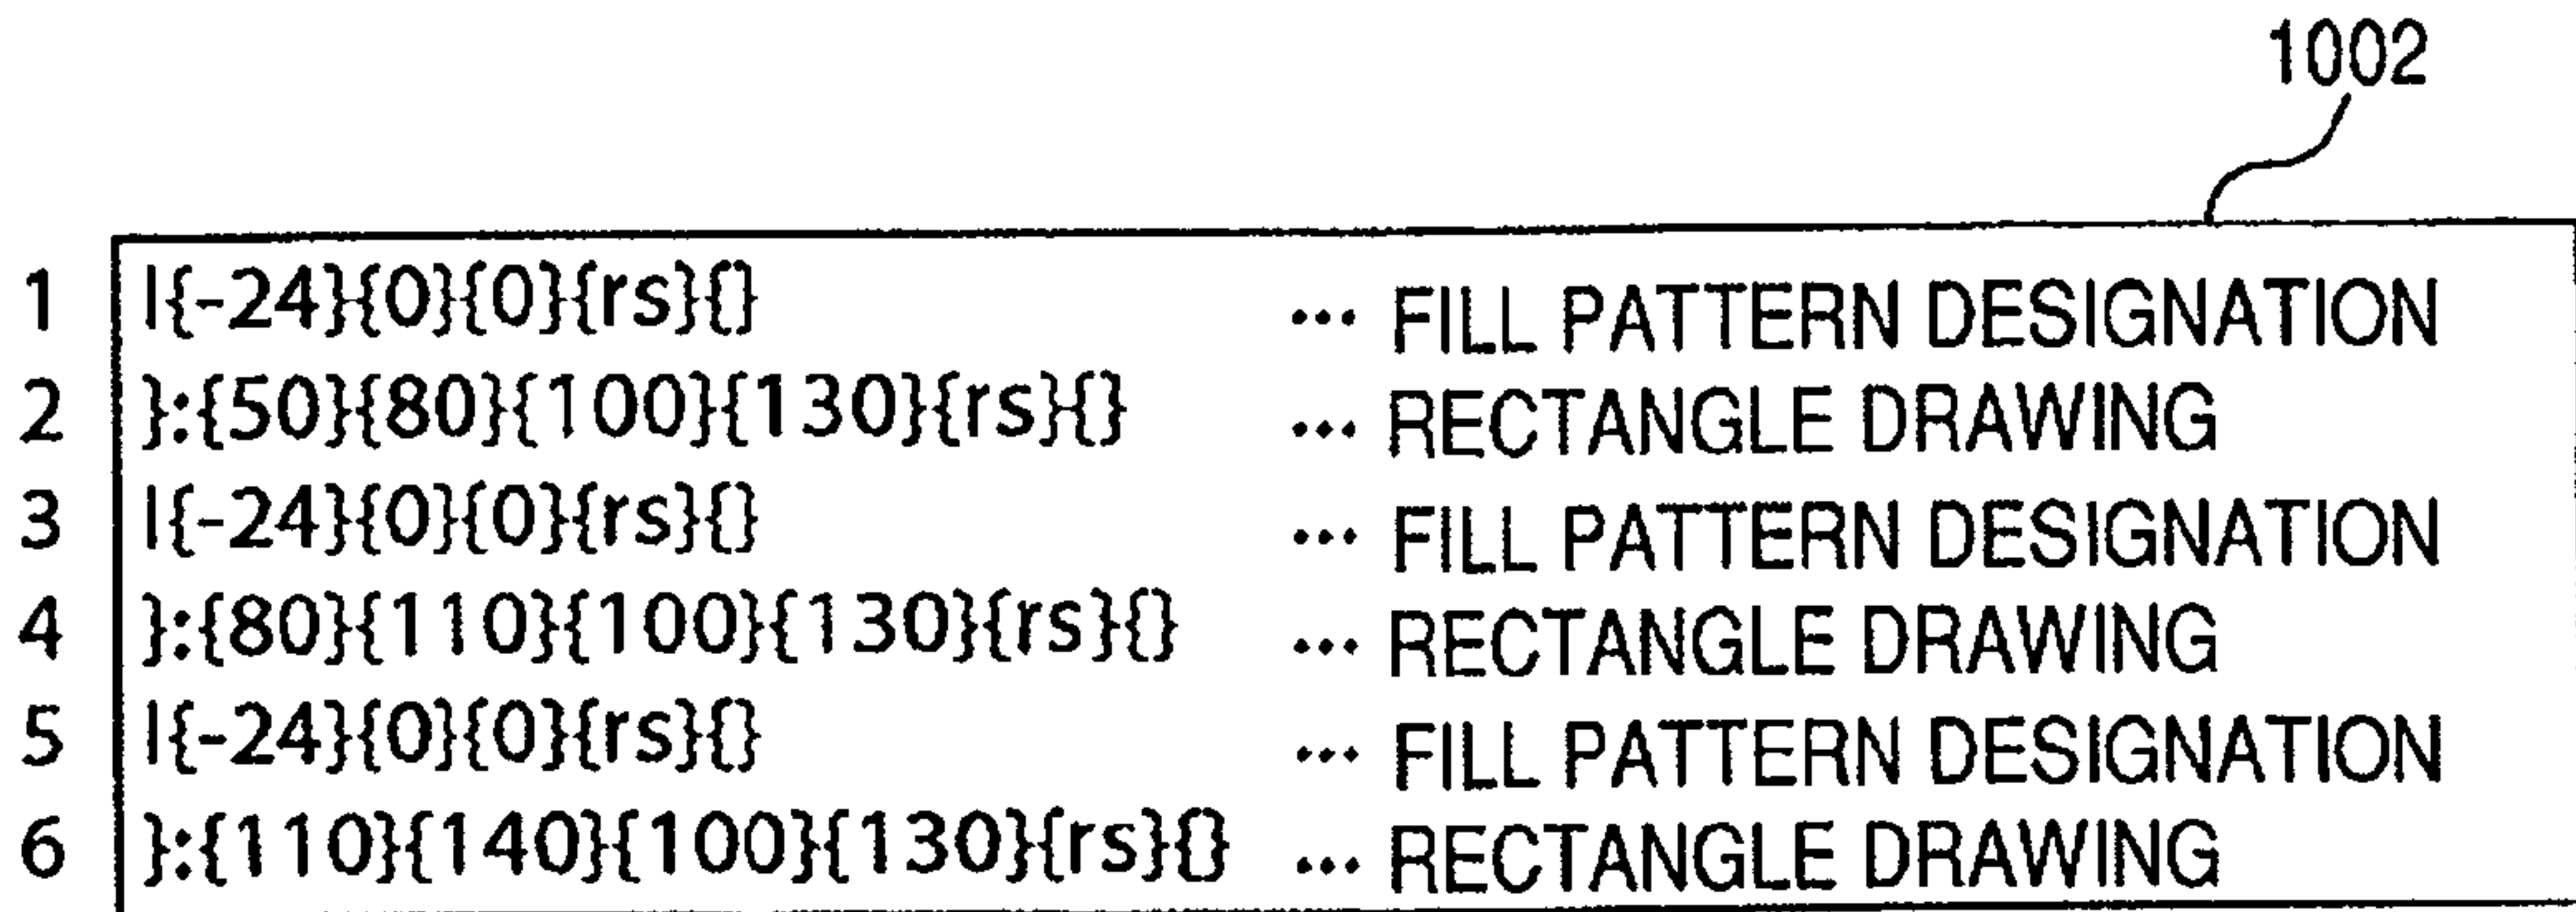 1002
1 I{-24}{0}{0}{rs}{} ••• FILL PATTERN DESIGNATION
2 }:{50}{80}{100}{130}{rs}{} ••• RECTANGLE DRAWING
3 I{-24}{0}{0}{rs}{} ••• FILL PATTERN DESIGNATION
4 }:{80}{110}{100}{130}{rs}{} ••• RECTANGLE DRAWING
5 I{-24}{0}{0}{rs}{} ••• FILL PATTERN DESIGNATION
6 }:{110}{140}{100}{130}{rs}{} ••• RECTANGLE DRAWING